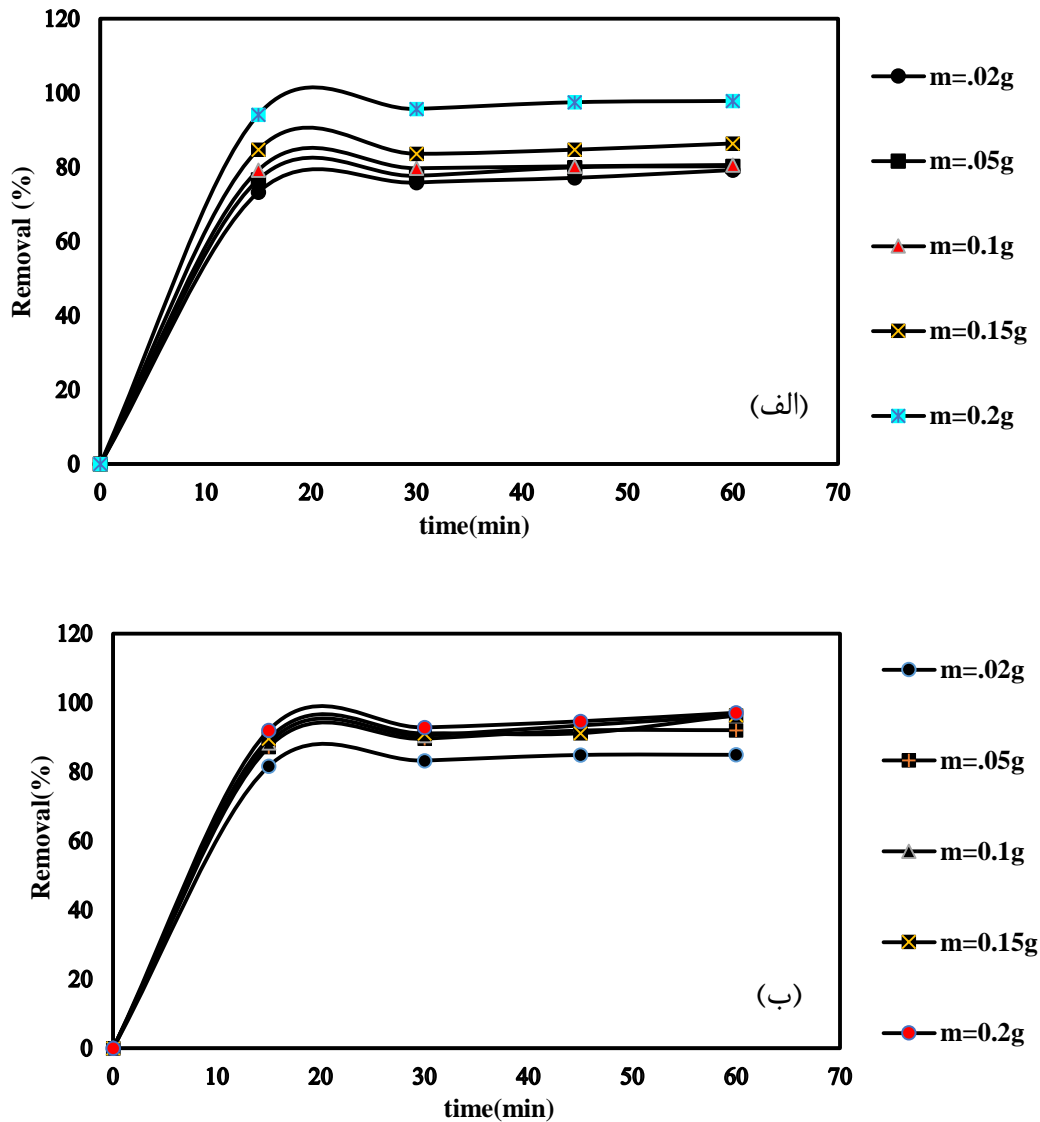 120
100
80
60
40
20
0
Removal (%)
0 10 20 30 40 50 60 70
time(min)
(الف)
m=.02g
m=.05g
m=0.1g
m=0.15g
m=0.2g
120
100
80
60
40
20
0
Removal(%)
0 10 20 30 40 50 60 70
time(min)
(ب)
m=.02g
m=.05g
m=0.1g
m=0.15g
m=0.2g